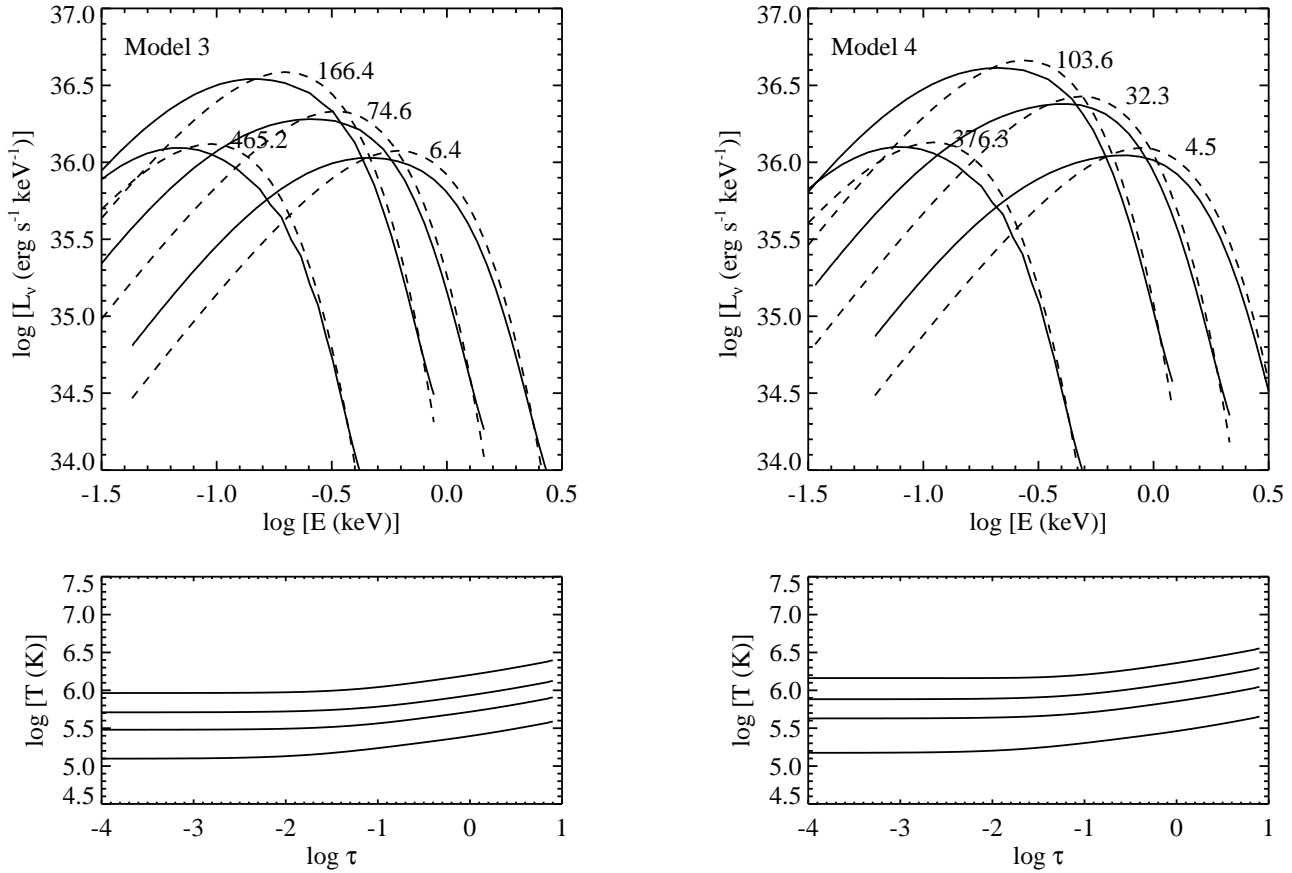 Model 3
166.4
74.6
465.2
6.4
37.0
36.5
36.0
35.5
35.0
34.5
34.0
log [Lν (erg s-1 keV-1)]
-1.5 -1.0 -0.5 0.0 0.5
log [E (keV)]
Model 4
103.6
32.3
376.3
4.5
37.0
36.5
36.0
35.5
35.0
34.5
34.0
log [Lν (erg s-1 keV-1)]
-1.5 -1.0 -0.5 0.0 0.5
log [E (keV)]
7.5
7.0
6.5
6.0
5.5
5.0
4.5
log [T (K)]
-4 -3 -2 -1 0 1
log τ
7.5
7.0
6.5
6.0
5.5
5.0
4.5
log [T (K)]
-4 -3 -2 -1 0 1
log τ